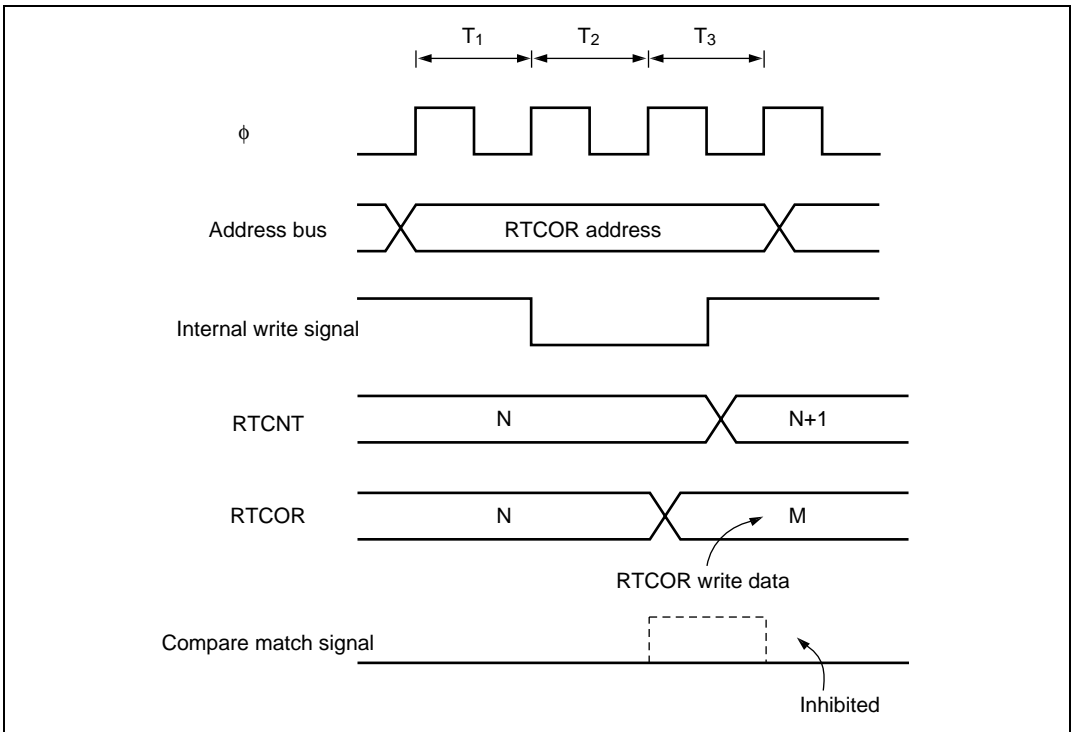 T1 T2 T3
φ
Address bus RTCOR address
Internal write signal
RTCNT N N+1
RTCOR N M
RTCOR write data
Compare match signal
Inhibited